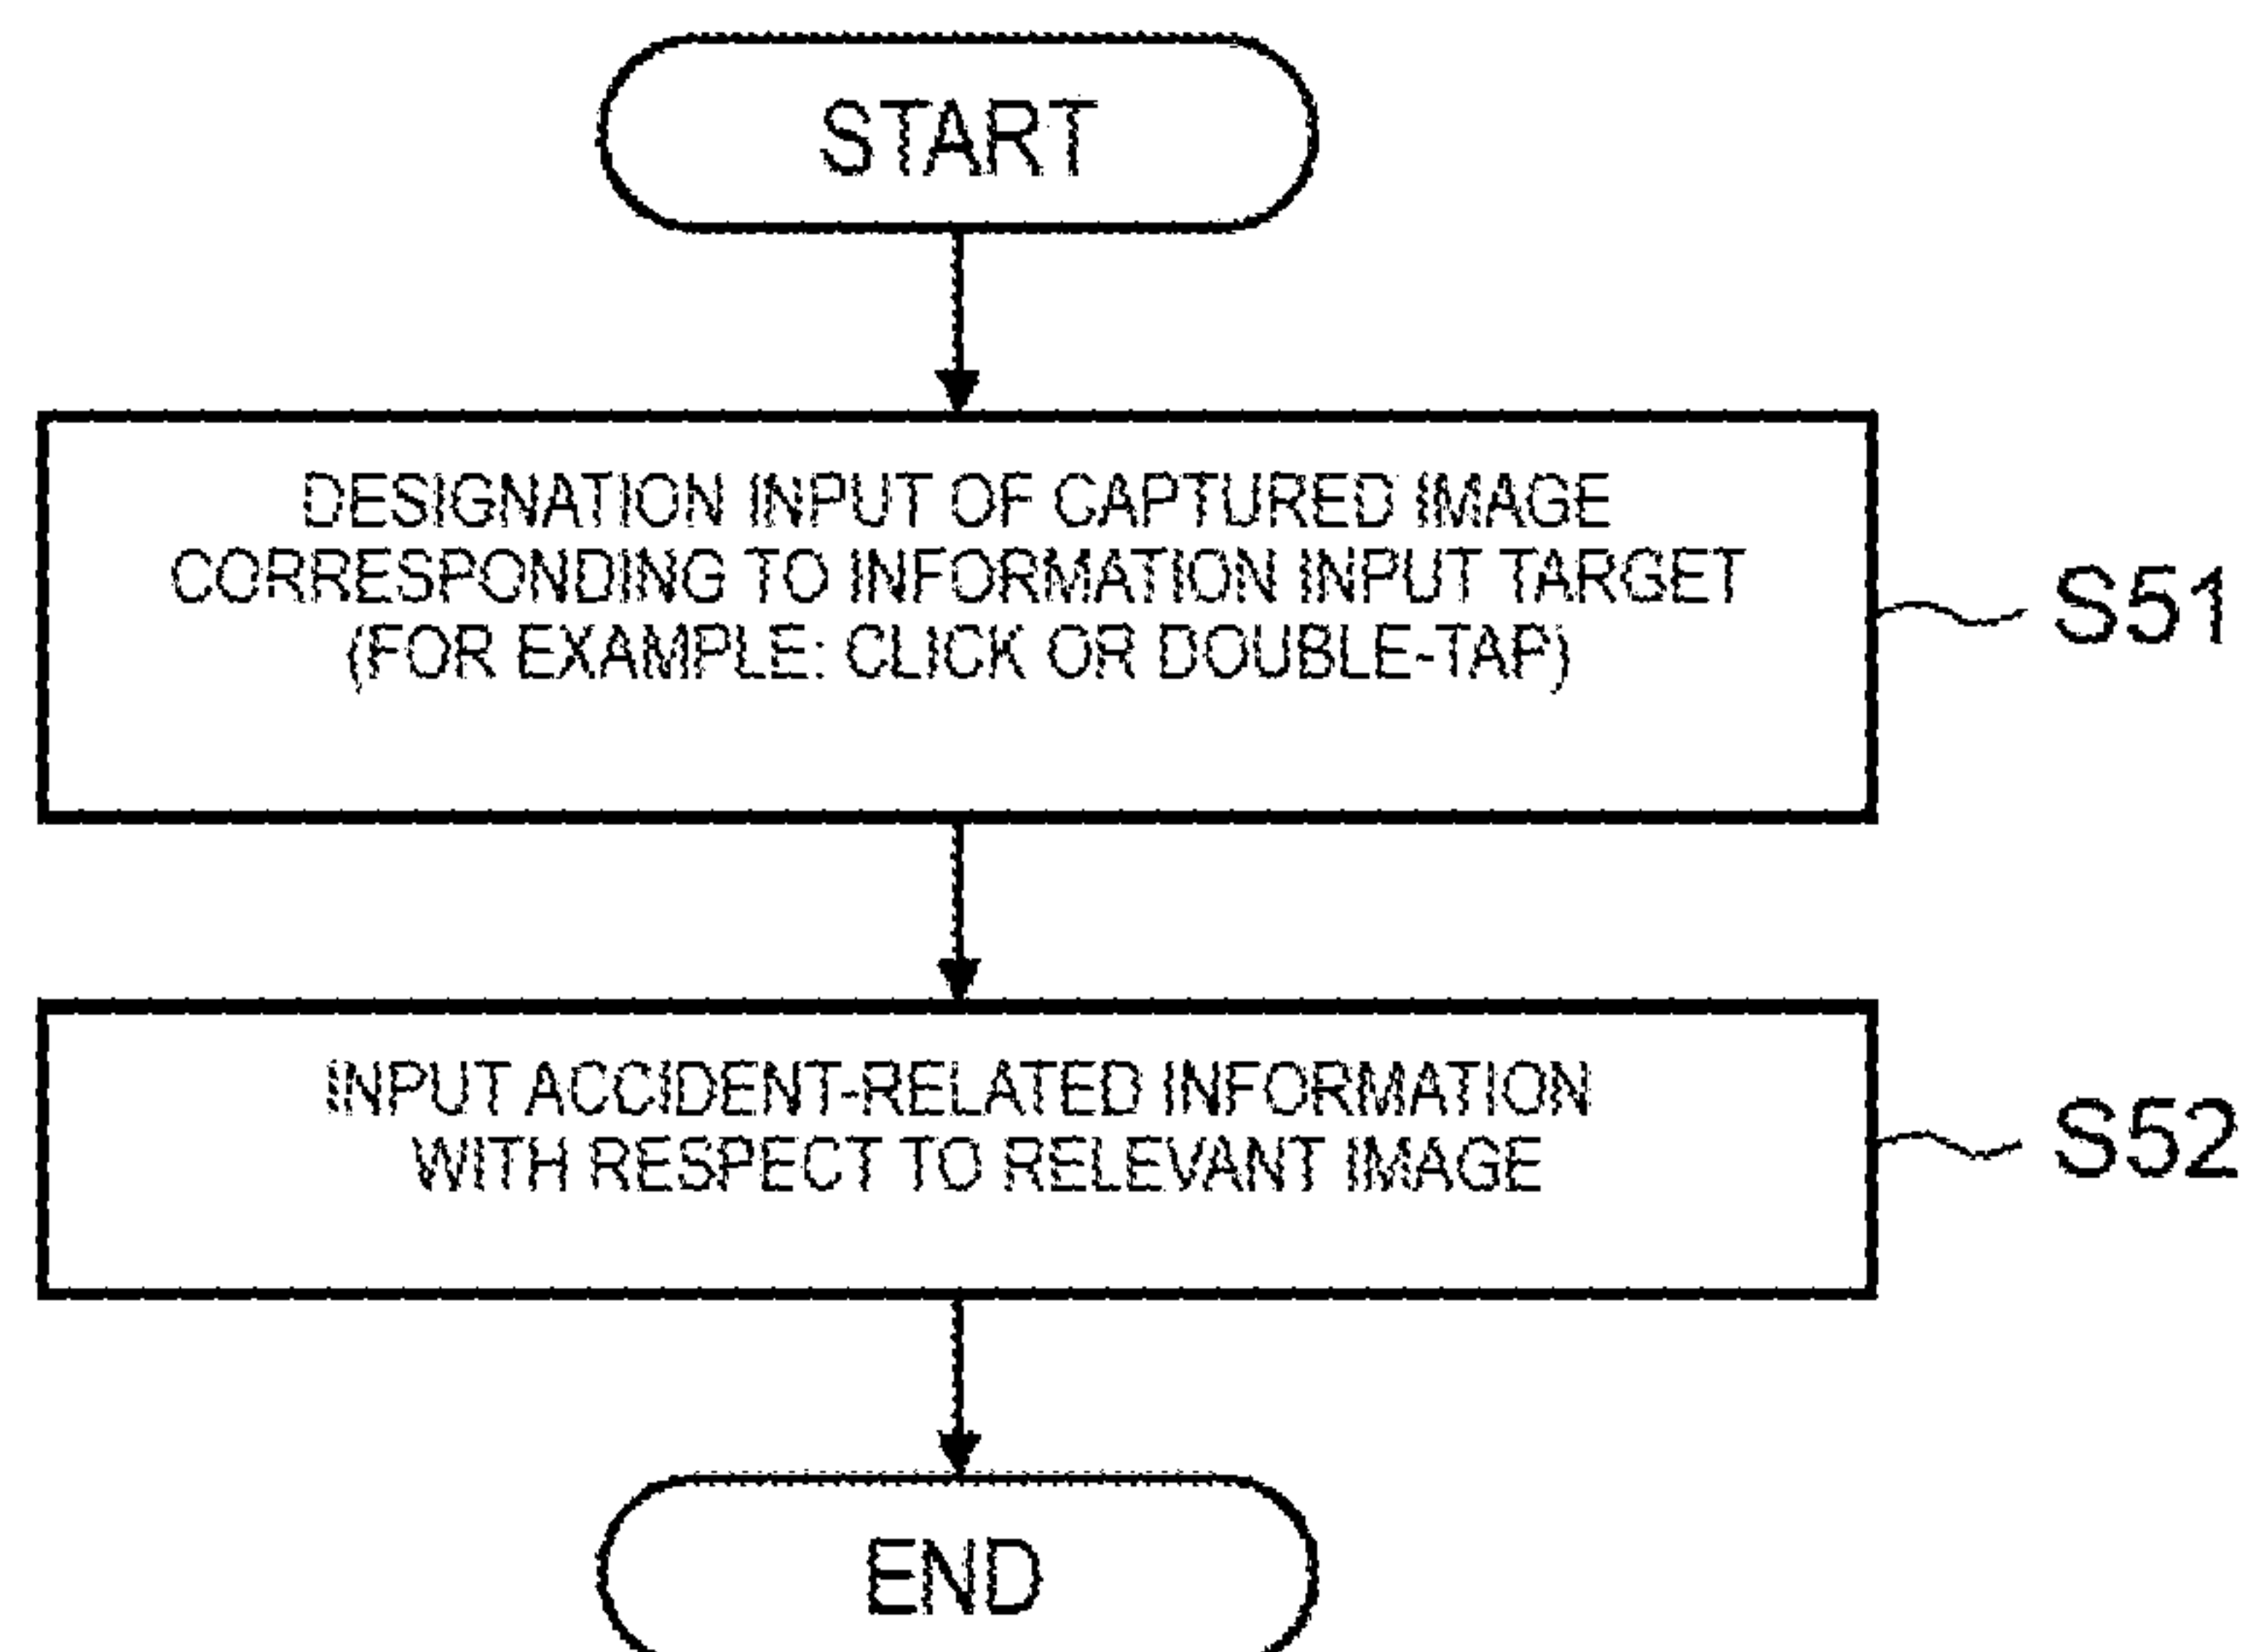 START
DESIGNATION INPUT OF CAPTURED IMAGE
CORRESPONDING TO INFORMATION INPUT TARGET
(FOR EXAMPLE: CLICK OR DOUBLE-TAP)
S51
INPUT ACCIDENT-RELATED INFORMATION
WITH RESPECT TO RELEVANT IMAGE
S52
END